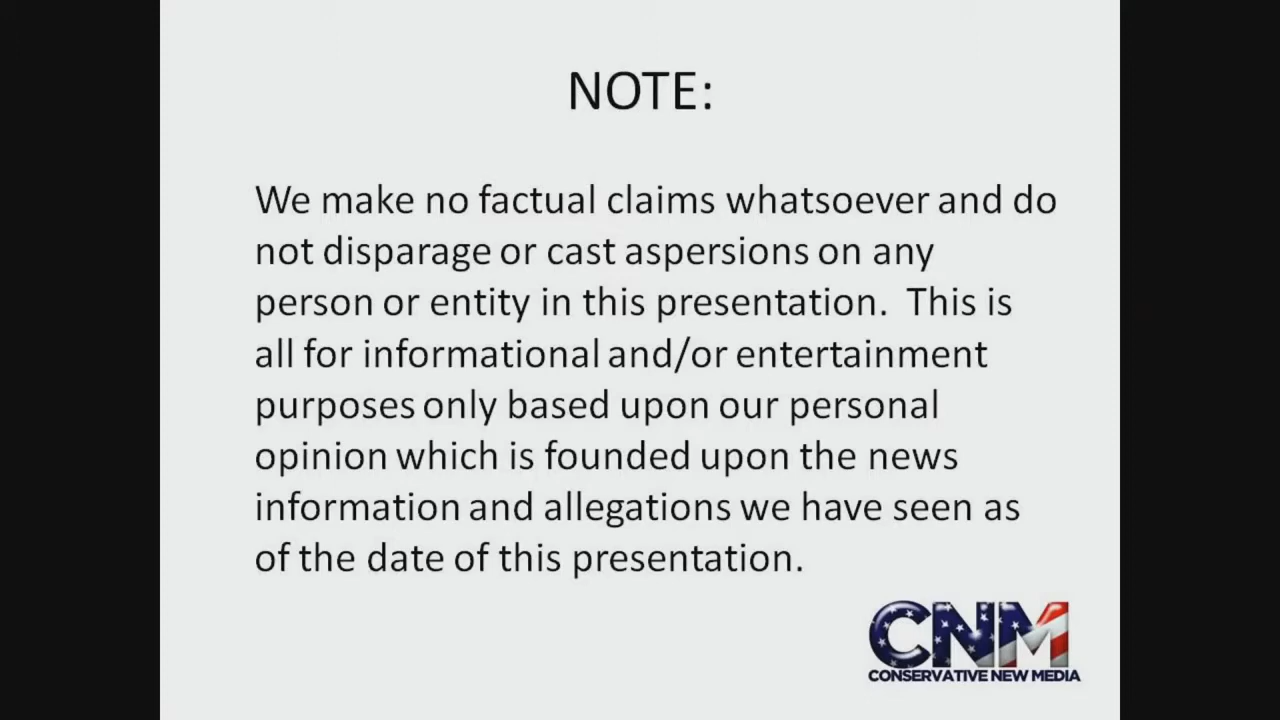 NOTE:
We make no factual claims whatsoever and do
not disparage or cast aspersions on any
person or entity in this presentation.  This is
all for informational and/or entertainment
purposes only based upon our personal
opinion which is founded upon the news
information and allegations we have seen as
of the date of this presentation.
CNM
CONSERVATIVE NEW MEDIA